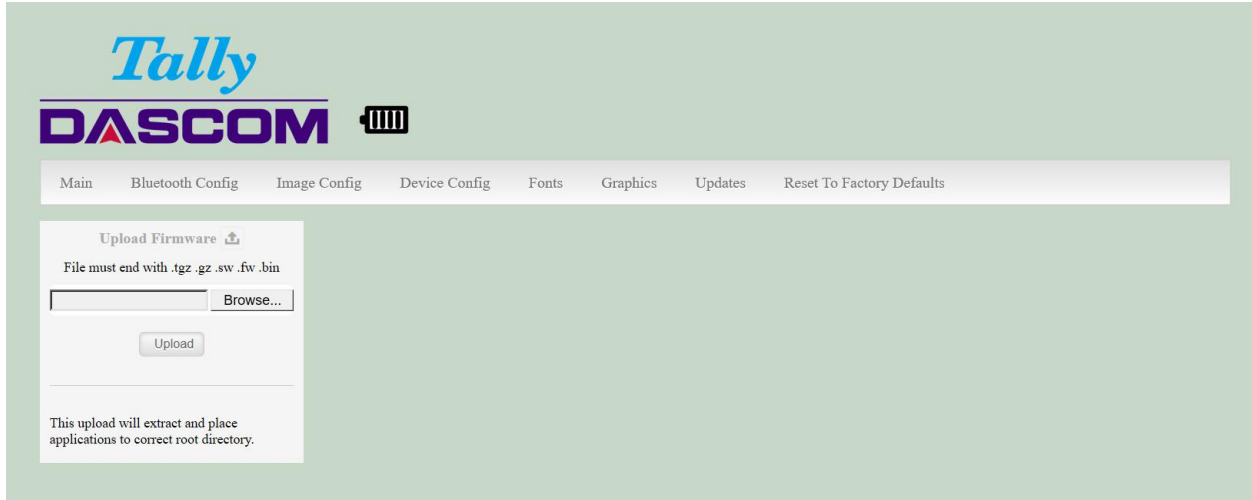 Tally
DASCOM
Main Bluetooth Config Image Config Device Config Fonts Graphics Updates Reset To Factory Defaults
Upload Firmware
File must end with .tgz .gz .sw .fw .bin
Browse...
Upload
This upload will extract and place
applications to correct root directory.